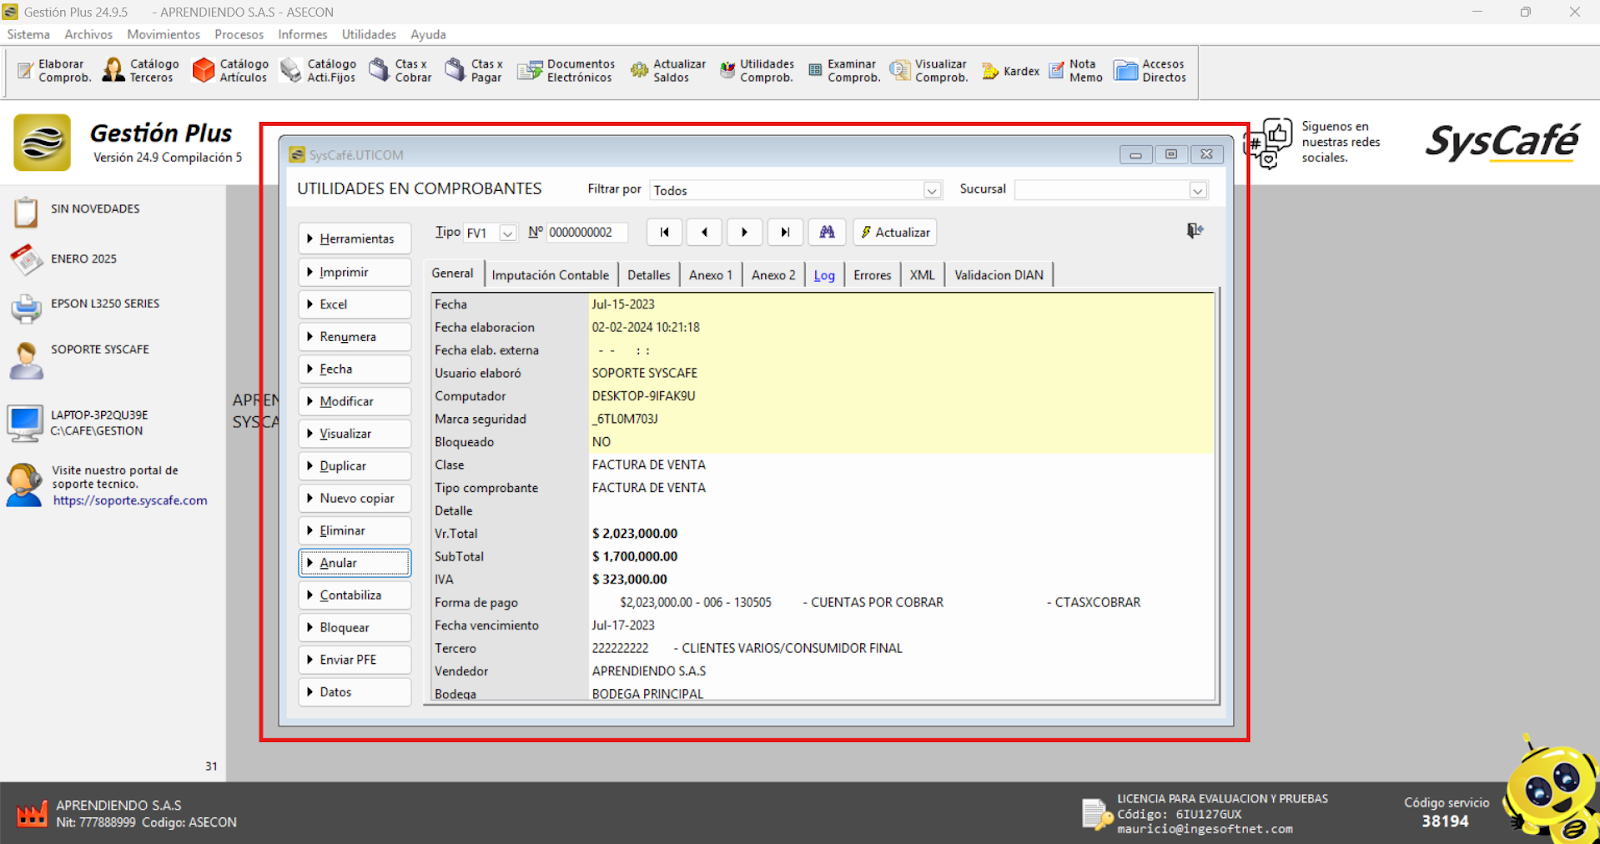 Gestión Plus 24.9.5 - APRENDIENDO S.A.S - ASECON
Sistema Archivos Movimientos Procesos Informes Utilidades Ayuda
Elaborar Comprob.
Catálogo Terceros
Catálogo Artículos
Catálogo Acti.Fijos
Ctas x Cobrar
Ctas x Pagar
Documentos Electrónicos
Actualizar Saldos
Utilidades Comprob.
Examinar Comprob.
Visualizar Comprob.
Kardex
Nota Memo
Accesos Directos
Gestión Plus
Versión 24.9 Compilación 5
Siguenos en
nuestras redes
sociales.
SysCafé
SIN NOVEDADES
ENERO 2025
EPSON L3250 SERIES
SOPORTE SYSCAFE
LAPTOP-3P2QU39E
C:\CAFE\GESTION
Visite nuestro portal de
soporte tecnico.
https://soporte.syscafe.com
31
APREN
SYSCA
SysCafé.UTICOM
UTILIDADES EN COMPROBANTES Filtrar por Todos Sucursal
Tipo FV1 Nº 0000000002 Actualizar
Herramientas
Imprimir
Excel
Renumera
Fecha
Modificar
Visualizar
Duplicar
Nuevo copiar
Eliminar
Anular
Contabiliza
Bloquear
Enviar PFE
Datos
General Imputación Contable Detalles Anexo 1 Anexo 2 Log Errores XML Validacion DIAN
Fecha Jul-15-2023
Fecha elaboracion 02-02-2024 10:21:18
Fecha elab. externa - - : :
Usuario elaboró SOPORTE SYSCAFE
Computador DESKTOP-9IFAK9U
Marca seguridad _6TL0M703J
Bloqueado NO
Clase FACTURA DE VENTA
Tipo comprobante FACTURA DE VENTA
Detalle
Vr.Total $ 2,023,000.00
SubTotal $ 1,700,000.00
IVA $ 323,000.00
Forma de pago $2,023,000.00 - 006 - 130505 - CUENTAS POR COBRAR - CTASXCOBRAR
Fecha vencimiento Jul-17-2023
Tercero 222222222 - CLIENTES VARIOS/CONSUMIDOR FINAL
Vendedor APRENDIENDO S.A.S
Bodega BODEGA PRINCIPAL
APRENDIENDO S.A.S
Nit: 777888999 Codigo: ASECON
LICENCIA PARA EVALUACION Y PRUEBAS
Código: 6IU127GUX
mauricio@ingesoftnet.com
Código servicio
38194